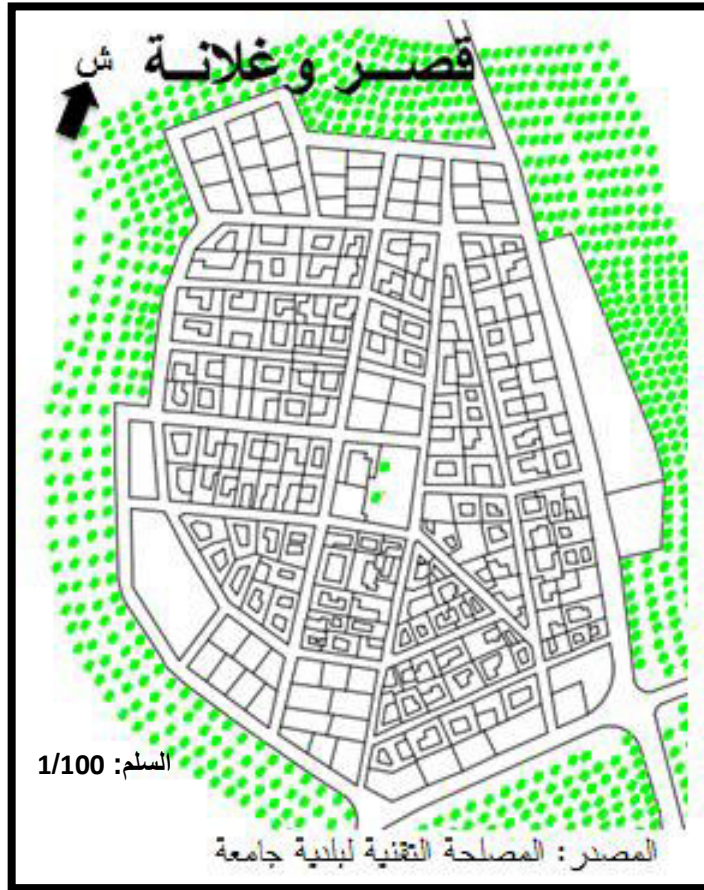 قصــر وغلانــة
ش
السلم: 1/100
المصدر: المصلحة التقنية لبلدية جامعة